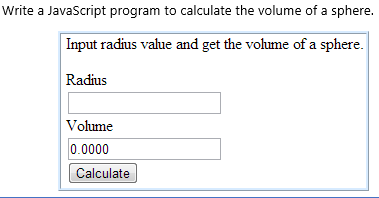 Write a JavaScript program to calculate the volume of a sphere.
Input radius value and get the volume of a sphere.
Radius
Volume
0.0000
Calculate